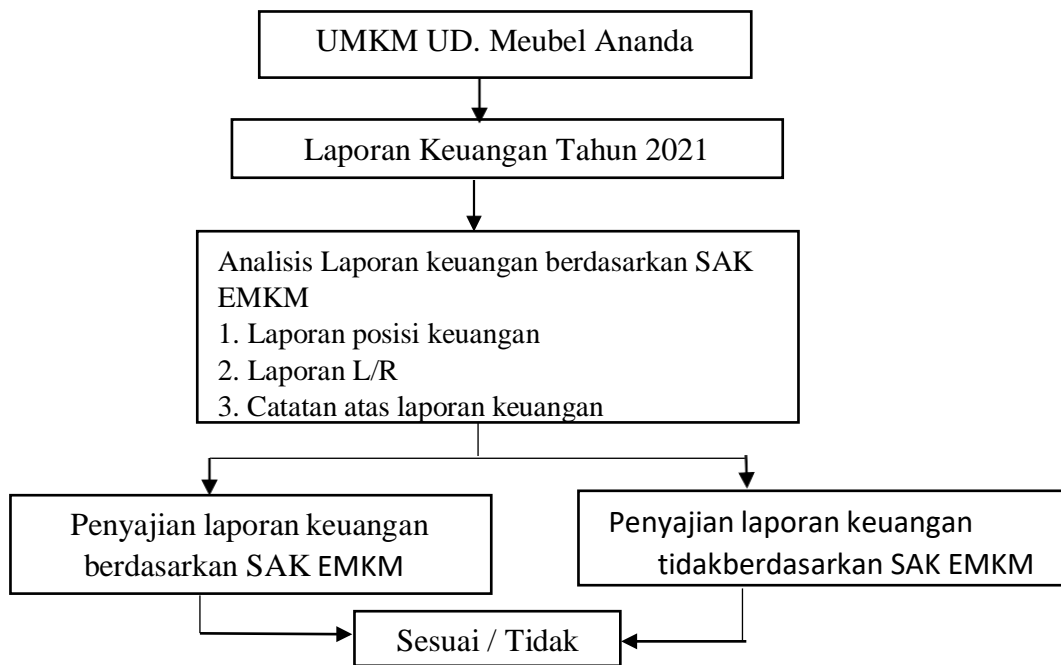 UMKM UD. Meubel Ananda
Laporan Keuangan Tahun 2021
Analisis Laporan keuangan berdasarkan SAK
EMKM
1. Laporan posisi keuangan
2. Laporan L/R
3. Catatan atas laporan keuangan
Penyajian laporan keuangan
berdasarkan SAK EMKM
Penyajian laporan keuangan
tidakberdasarkan SAK EMKM
Sesuai / Tidak